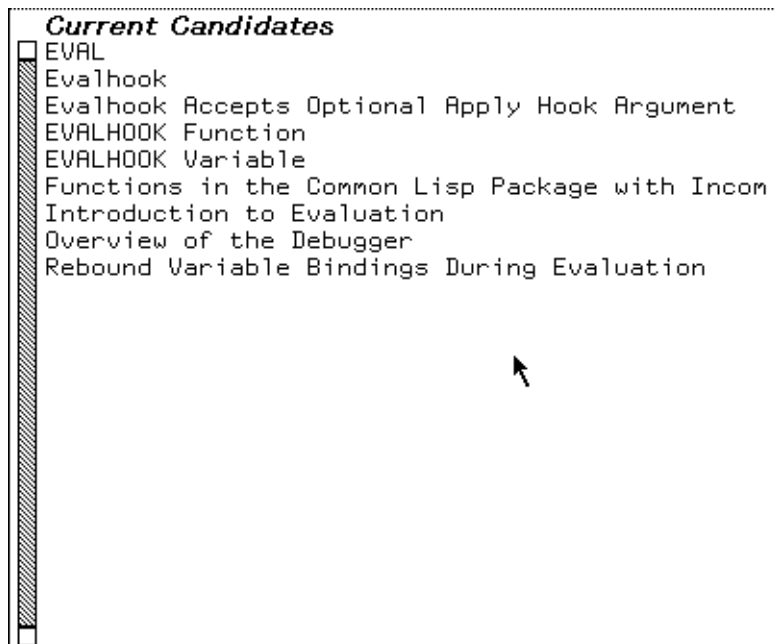 Current Candidates
EVAL
Evalhook
Evalhook Accepts Optional Apply Hook Argument
EVALHOOK Function
EVALHOOK Variable
Functions in the Common Lisp Package with Incom
Introduction to Evaluation
Overview of the Debugger
Rebound Variable Bindings During Evaluation